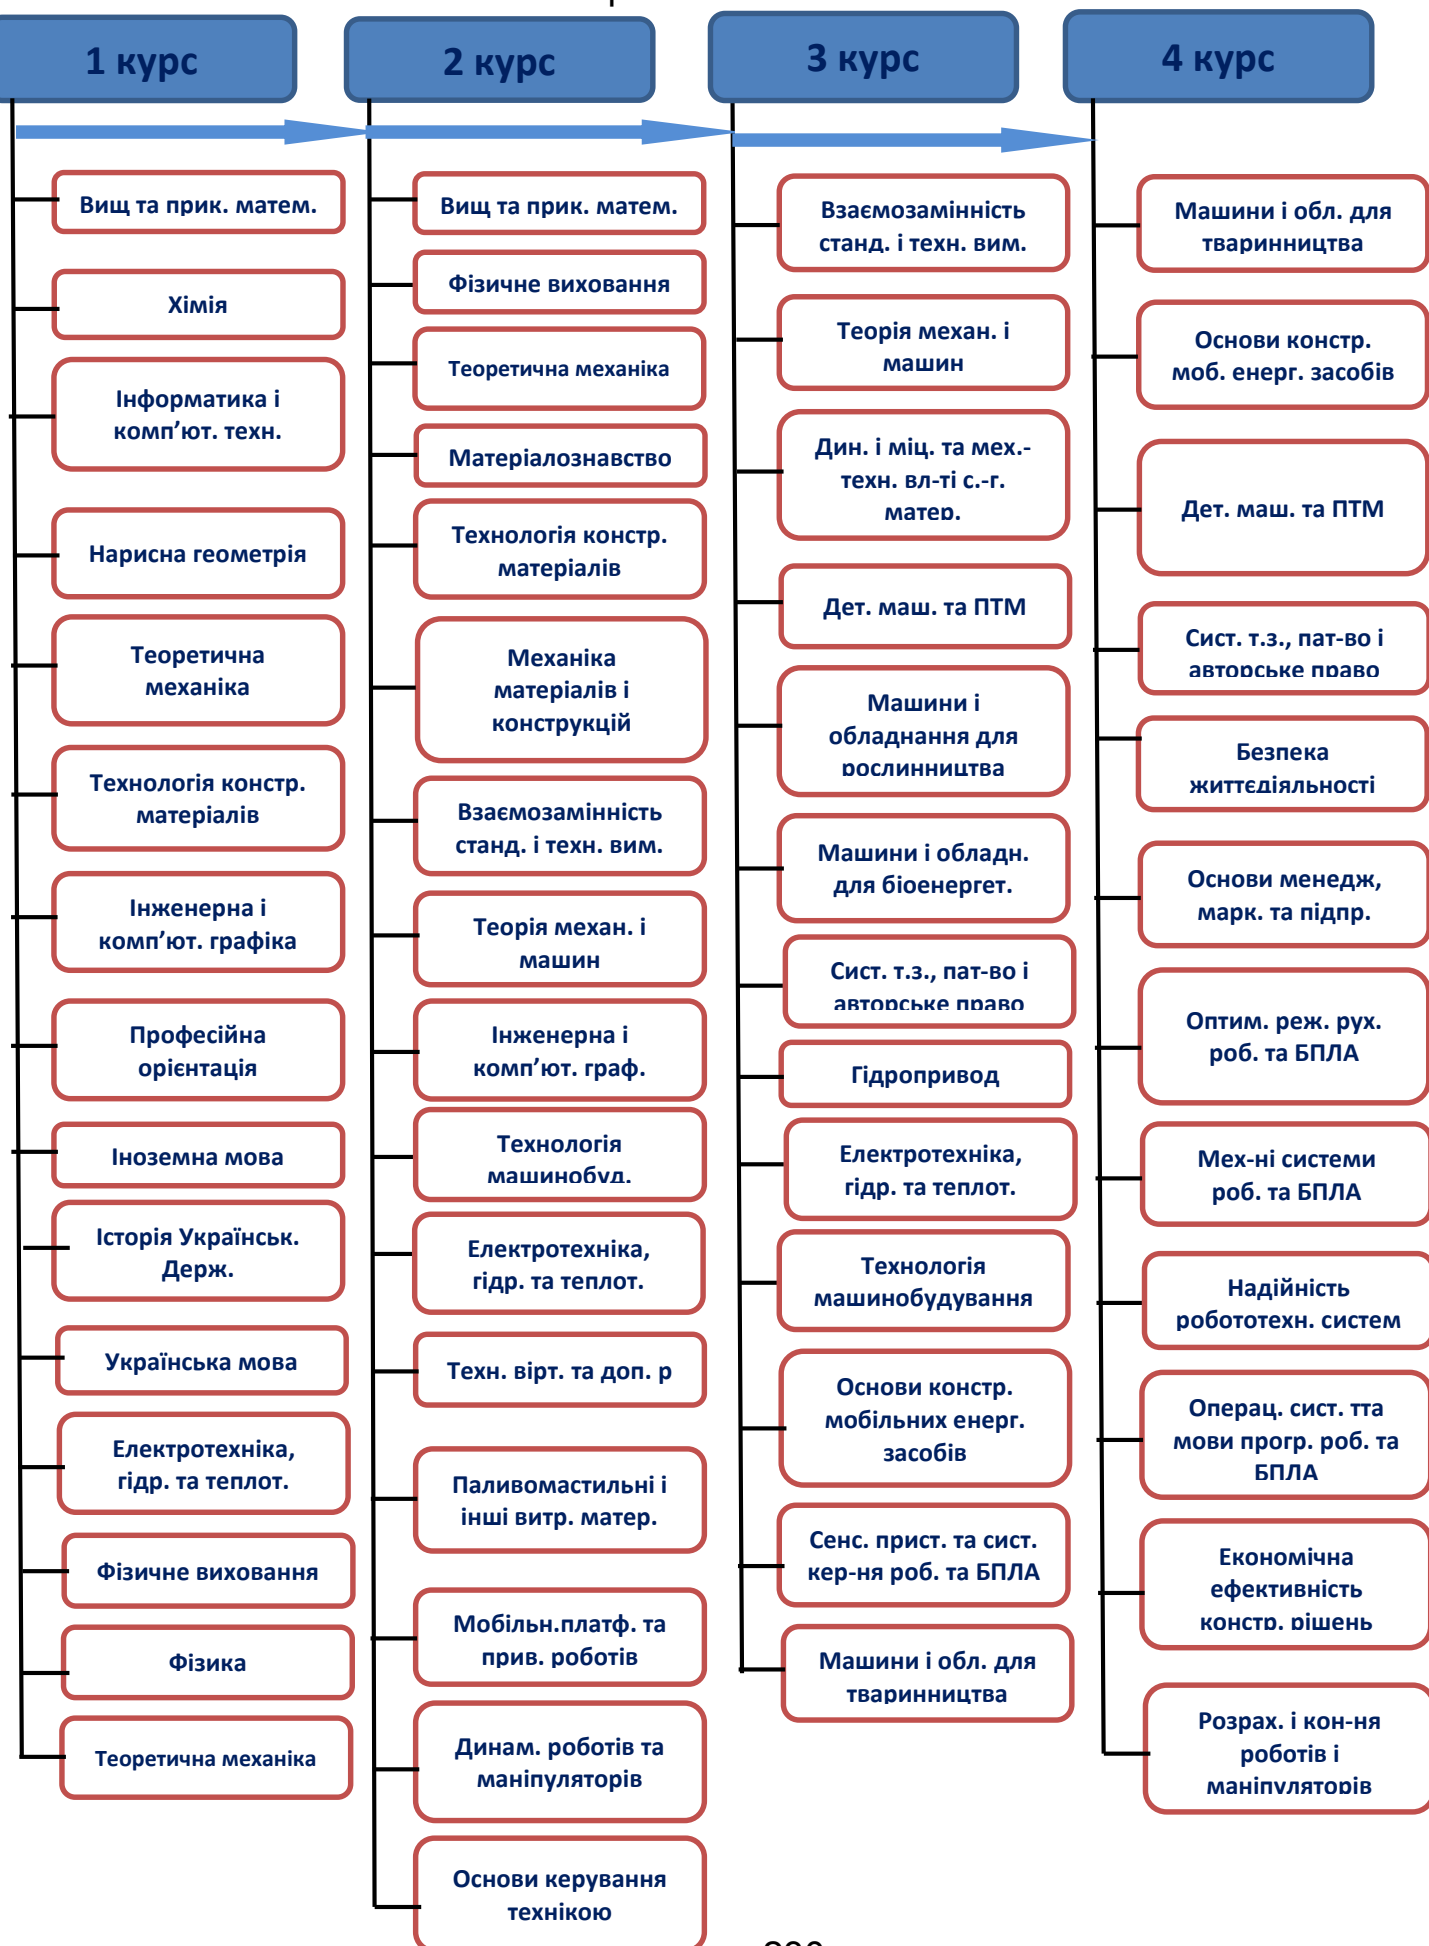 1 курс
2 курс
3 курс
4 курс
Вищ та прик. матем.
Хімія
Інформатика і
комп’ют. техн.
Нарисна геометрія
Теоретична
механіка
Технологія констр.
матеріалів
Інженерна і
комп’ют. графіка
Професійна
орієнтація
Іноземна мова
Історія Українськ.
Держ.
Українська мова
Електротехніка,
гідр. та теплот.
Фізичне виховання
Фізика
Теоретична механіка
Вищ та прик. матем.
Фізичне виховання
Теоретична механіка
Матеріалознавство
Технологія констр.
матеріалів
Механіка
матеріалів і
конструкцій
Взаємозамінність
станд. і техн. вим.
Теорія механ. і
машин
Інженерна і
комп’ют. граф.
Технологія
машинобуд.
Електротехніка,
гідр. та теплот.
Техн. вірт. та доп. р
Паливомастильні і
інші витр. матер.
Мобільн.платф. та
прив. роботів
Динам. роботів та
маніпуляторів
Основи керування
технікою
Взаємозамінність
станд. і техн. вим.
Теорія механ. і
машин
Дин. і міц. та мех.-
техн. вл-ті с.-г.
матер.
Дет. маш. та ПТМ
Машини і
обладнання для
рослинництва
Машини і обладн.
для біоенергет.
Сист. т.з., пат-во і
авторське право
Гідропривод
Електротехніка,
гідр. та теплот.
Технологія
машинобудування
Основи констр.
мобільних енерг.
засобів
Сенс. прист. та сист.
кер-ня роб. та БПЛА
Машини і обл. для
тваринництва
Машини і обл. для
тваринництва
Основи констр.
моб. енерг. засобів
Дет. маш. та ПТМ
Сист. т.з., пат-во і
авторське право
Безпека
життєдіяльності
Основи менедж,
марк. та підпр.
Оптим. реж. рух.
роб. та БПЛА
Мех-ні системи
роб. та БПЛА
Надійність
робототехн. систем
Операц. сист. тта
мови прогр. роб. та
БПЛА
Економічна
ефективність
констр. рішень
Розрах. і кон-ня
роботів і
маніпуляторів